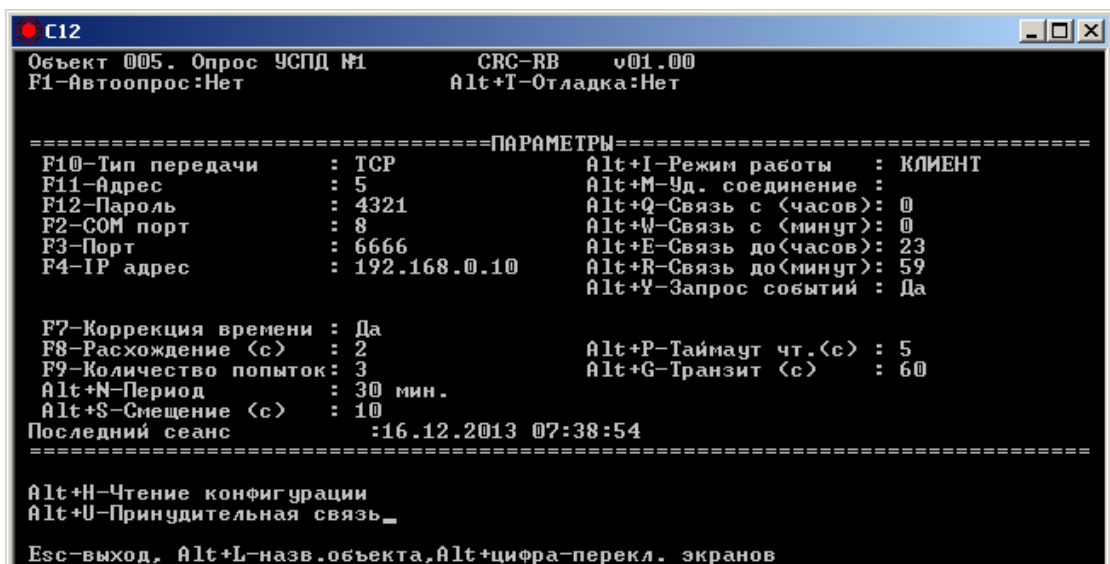 C12
Объект 005. Опрос УСПД №1 CRC-RB v01.00
F1-Автоопрос:Нет Alt+T-Отладка:Нет
==================================ПАРАМЕТРЫ===================================
F10-Тип передачи : TCP Alt+I-Режим работы : КЛИЕНТ
F11-Адрес : 5 Alt+M-Уд. соединение :
F12-Пароль : 4321 Alt+Q-Связь с (часов): 0
F2-COM порт : 8 Alt+W-Связь с (минут): 0
F3-Порт : 6666 Alt+E-Связь до(часов): 23
F4-IP адрес : 192.168.0.10 Alt+R-Связь до(минут): 59
Alt+Y-Запрос событий : Да
F7-Коррекция времени : Да
F8-Расхождение (с) : 2 Alt+P-Таймаут чт.(с) : 5
F9-Количество попыток: 3 Alt+G-Транзит (с) : 60
Alt+N-Период : 30 мин.
Alt+S-Смещение (с) : 10
Последний сеанс :16.12.2013 07:38:54
==============================================================================
Alt+H-Чтение конфигурации
Alt+U-Принудительная связь_
Esc-выход, Alt+L-назв.объекта,Alt+цифра-перекл. экранов